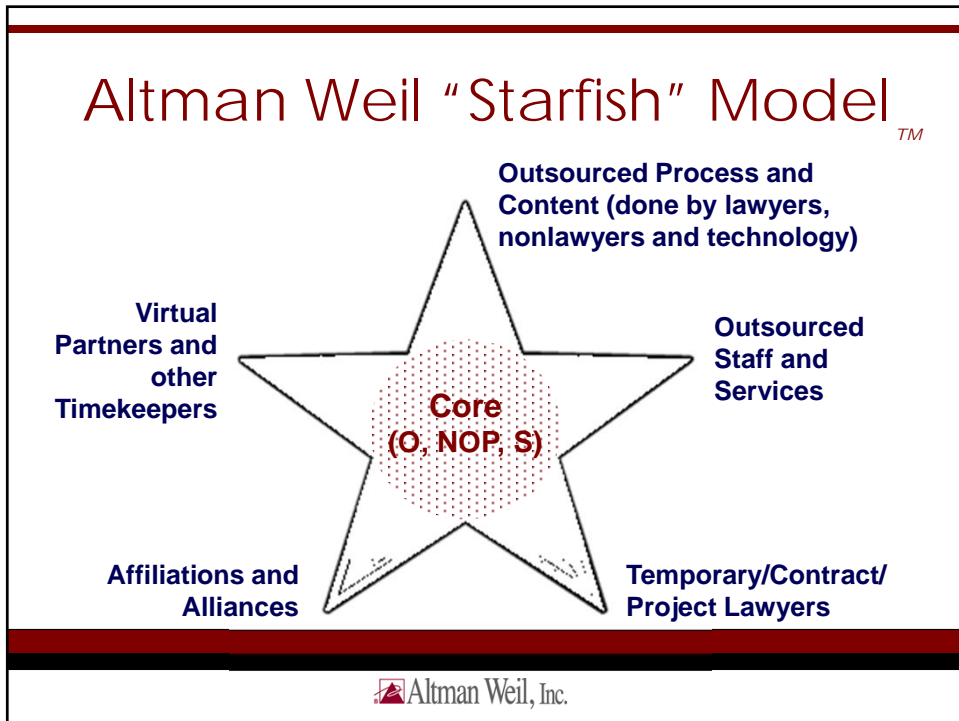 Altman Weil “Starfish” Model TM
Outsourced Process and
Content (done by lawyers,
nonlawyers and technology)
Virtual
Partners and
other
Timekeepers
Outsourced
Staff and
Services
Core
(O, NOP, S)
Affiliations and
Alliances
Temporary/Contract/
Project Lawyers
Altman Weil, Inc.